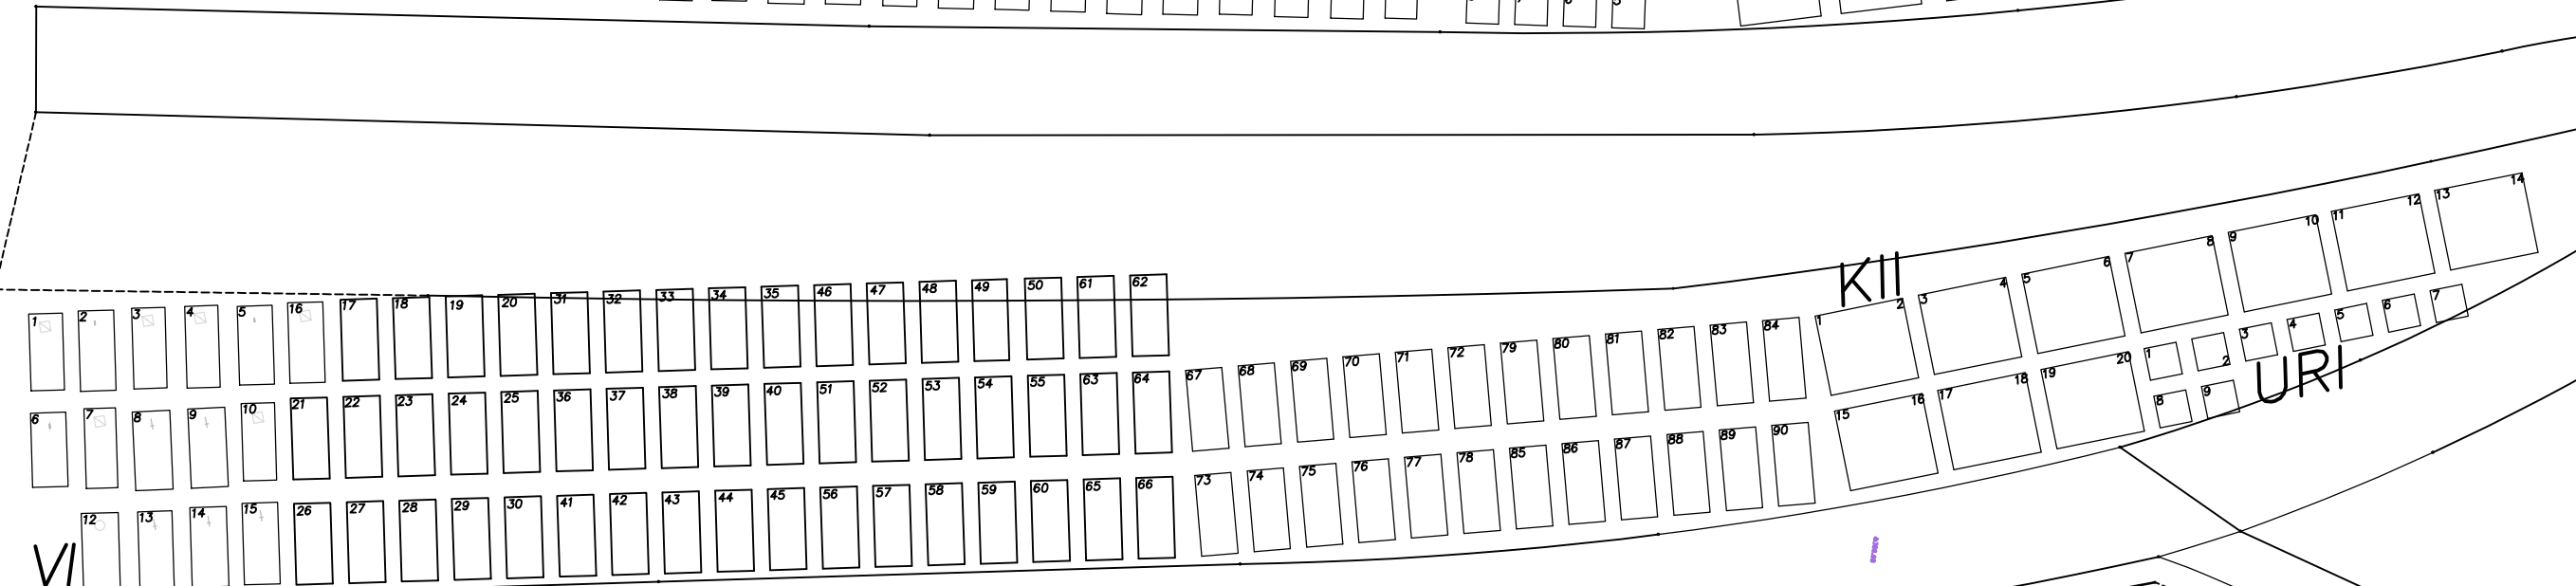 KII
1 2 3 4 5 6 7 8 9 10 11 12 13 14
1 2 3 4 5 16 17 18 19 20 31 32 33 34 35 46 47 48 49 50 61 62
67 68 69 70 71 72 79 80 81 82 83 84
15 16 17 18 19 20
1 2 3 4 5 6 7
8 9
URI
6 7 8 9 10 21 22 23 24 25 36 37 38 39 40 51 52 53 54 55 63 64
73 74 75 76 77 78 85 86 87 88 89 90
12 13 14 15 26 27 28 29 30 41 42 43 44 45 56 57 58 59 60 65 66
VI